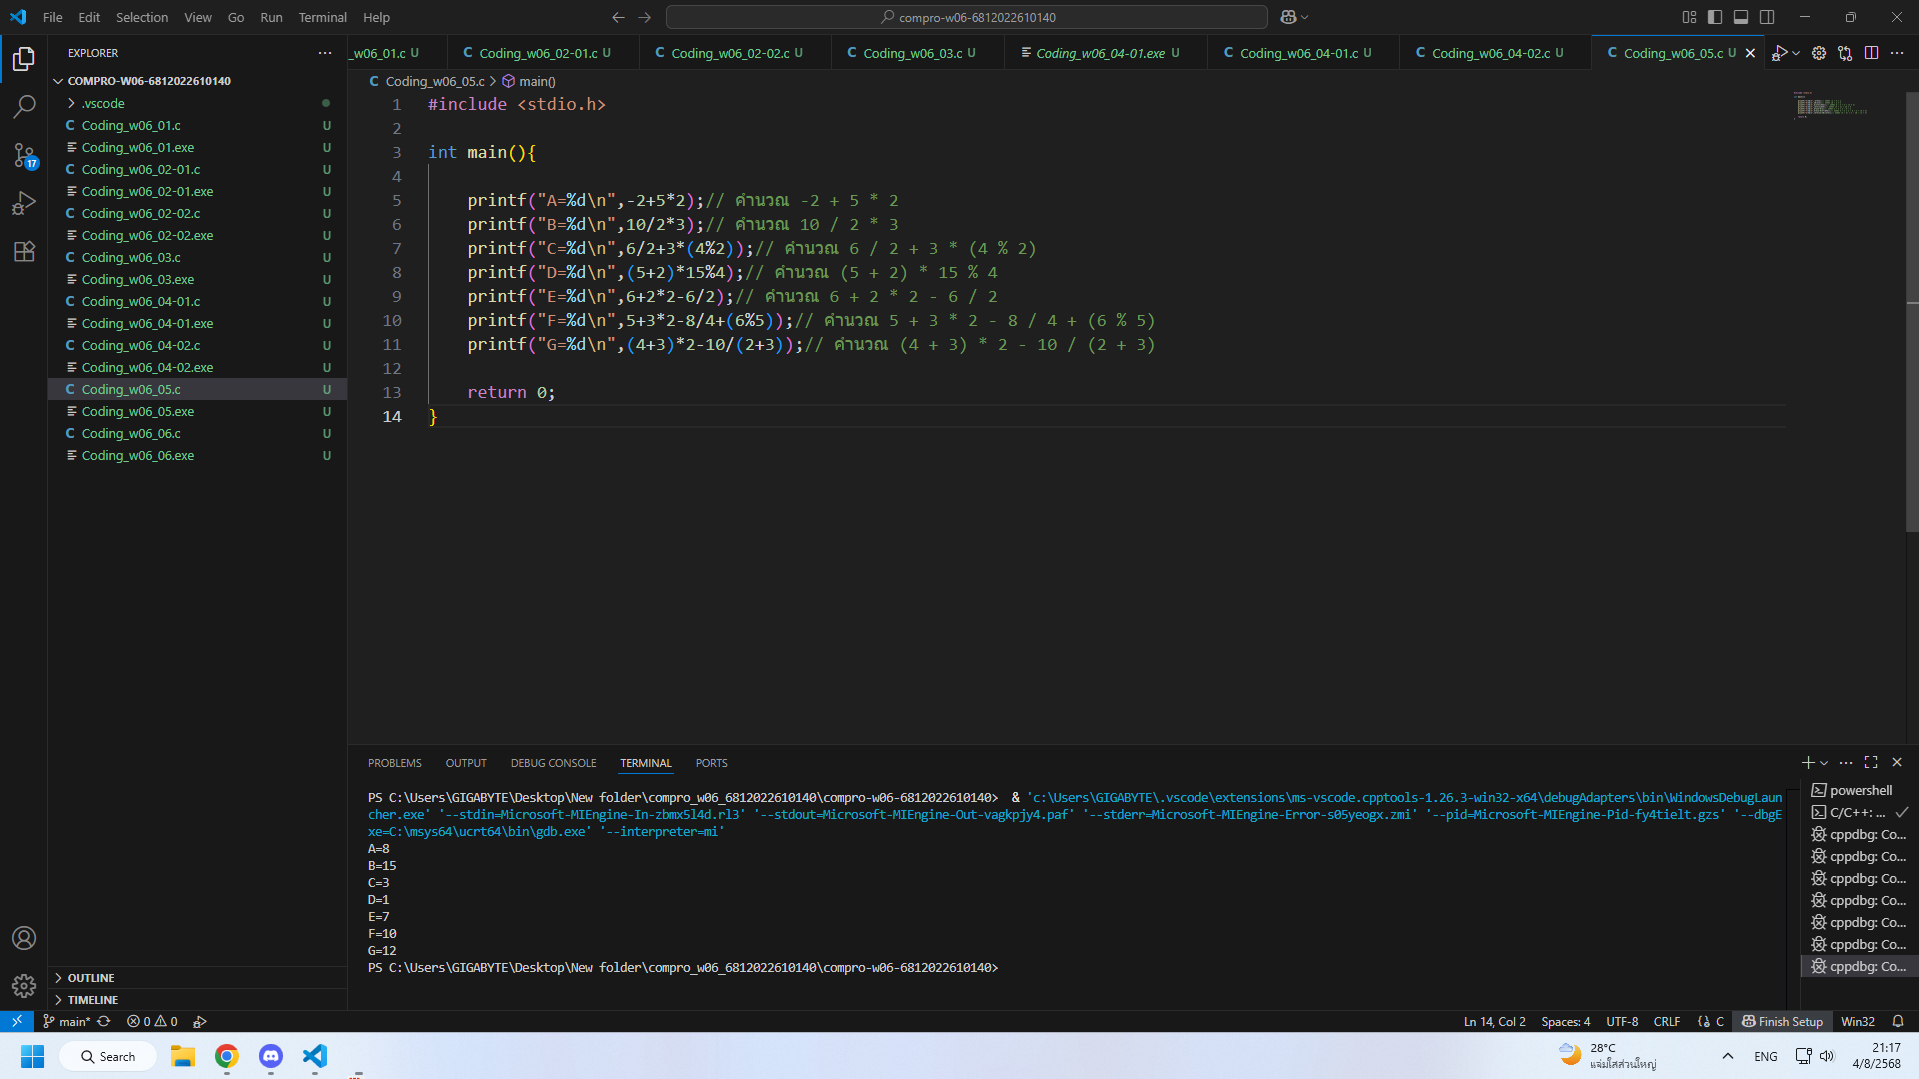 File Edit Selection View Go Run Terminal Help
compro-w06-6812022610140
EXPLORER
COMPRO-W06-6812022610140
.vscode
Coding_w06_01.c U
Coding_w06_01.exe U
Coding_w06_02-01.c U
Coding_w06_02-01.exe U
Coding_w06_02-02.c U
Coding_w06_02-02.exe U
Coding_w06_03.c U
Coding_w06_03.exe U
Coding_w06_04-01.c U
Coding_w06_04-01.exe U
Coding_w06_04-02.c U
Coding_w06_04-02.exe U
Coding_w06_05.c U
Coding_w06_05.exe U
Coding_w06_06.c U
Coding_w06_06.exe U
OUTLINE
TIMELINE
17
_w06_01.c U Coding_w06_02-01.c U Coding_w06_02-02.c U Coding_w06_03.c U Coding_w06_04-01.exe U Coding_w06_04-01.c U Coding_w06_04-02.c U Coding_w06_05.c U
Coding_w06_05.c > main()
1 #include <stdio.h>
2
3 int main(){
4
5 printf("A=%d\n",-2+5*2);// คำนวณ -2 + 5 * 2
6 printf("B=%d\n",10/2*3);// คำนวณ 10 / 2 * 3
7 printf("C=%d\n",6/2+3*(4%2));// คำนวณ 6 / 2 + 3 * (4 % 2)
8 printf("D=%d\n",(5+2)*15%4);// คำนวณ (5 + 2) * 15 % 4
9 printf("E=%d\n",6+2*2-6/2);// คำนวณ 6 + 2 * 2 - 6 / 2
10 printf("F=%d\n",5+3*2-8/4+(6%5));// คำนวณ 5 + 3 * 2 - 8 / 4 + (6 % 5)
11 printf("G=%d\n",(4+3)*2-10/(2+3));// คำนวณ (4 + 3) * 2 - 10 / (2 + 3)
12
13 return 0;
14 }
PROBLEMS OUTPUT DEBUG CONSOLE TERMINAL PORTS
PS C:\Users\GIGABYTE\Desktop\New folder\compro_w06_6812022610140\compro-w06-6812022610140> & 'c:\Users\GIGABYTE\.vscode\extensions\ms-vscode.cpptools-1.26.3-win32-x64\debugAdapters\bin\WindowsDebugLaun
cher.exe' '--stdin=Microsoft-MIEngine-In-zbmx5l4d.rl3' '--stdout=Microsoft-MIEngine-Out-vagkpjy4.paf' '--stderr=Microsoft-MIEngine-Error-s05yeogx.zmi' '--pid=Microsoft-MIEngine-Pid-fy4tielt.gzs' '--dbgE
xe=C:\msys64\ucrt64\bin\gdb.exe' '--interpreter=mi'
A=8
B=15
C=3
D=1
E=7
F=10
G=12
PS C:\Users\GIGABYTE\Desktop\New folder\compro_w06_6812022610140\compro-w06-6812022610140>
powershell
C/C++: ...
cppdbg: Co...
cppdbg: Co...
cppdbg: Co...
cppdbg: Co...
cppdbg: Co...
cppdbg: Co...
cppdbg: Co...
main* 0 0 Ln 14, Col 2 Spaces: 4 UTF-8 CRLF C Finish Setup Win32
Search 28°C ENG 21:17
แจ่มใสส่วนใหญ่ 4/8/2568